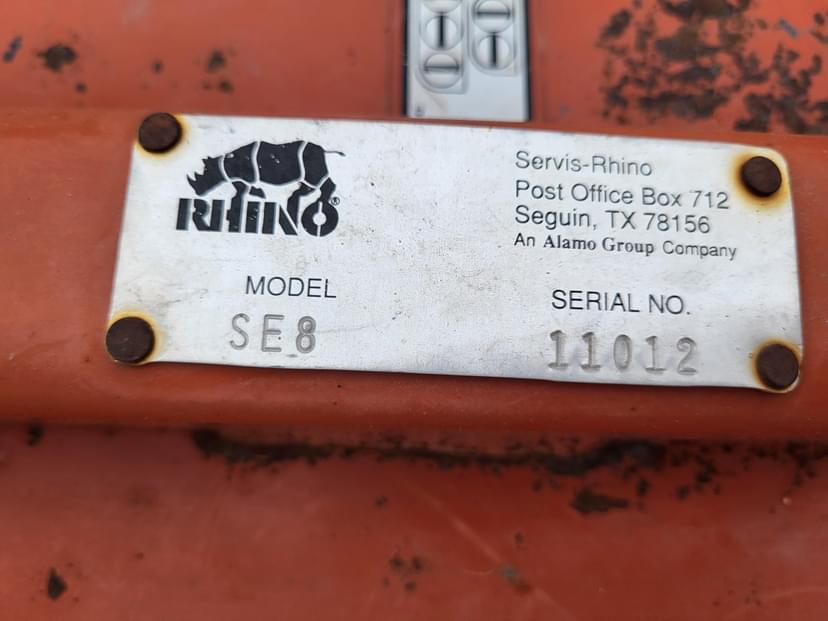 RHINO®
Servis-Rhino
Post Office Box 712
Seguin, TX 78156
An Alamo Group Company
MODEL
SE8
SERIAL NO.
11012